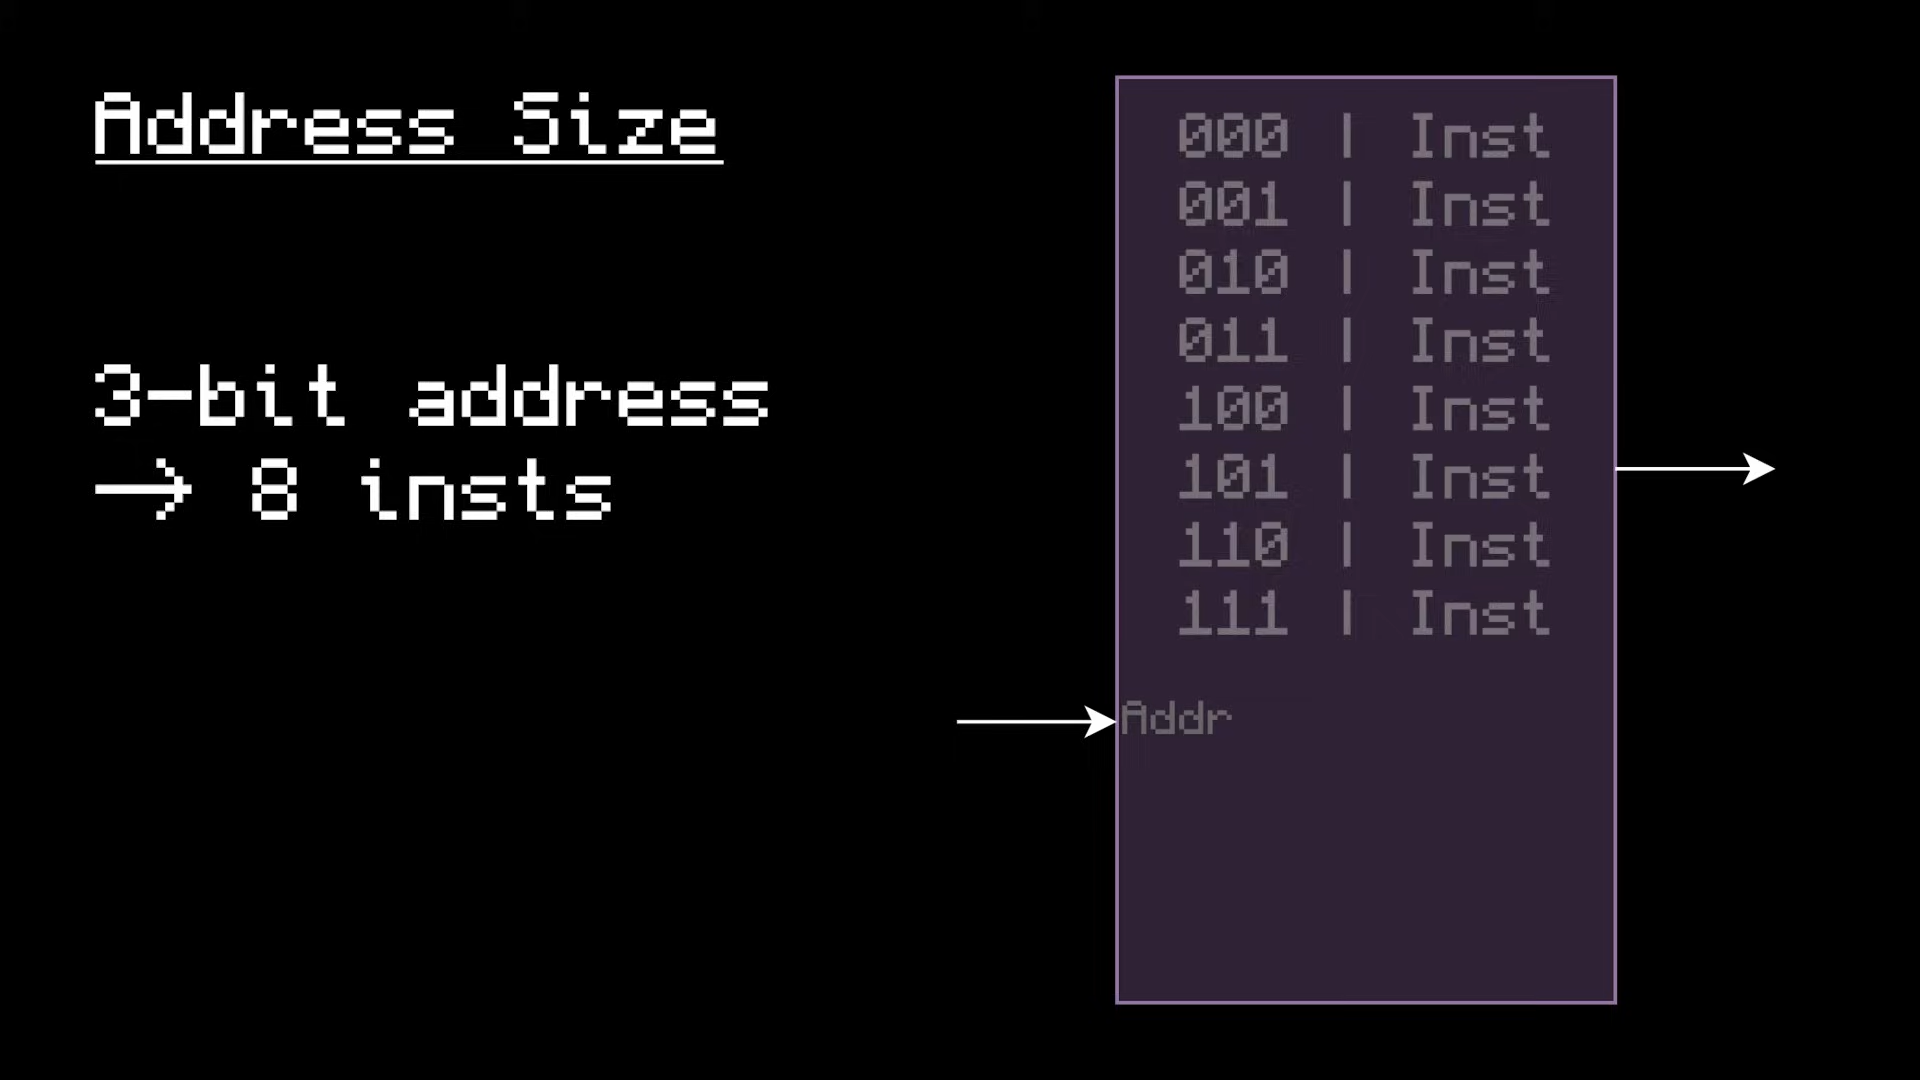 Address Size
3-bit address
→ 8 insts
000 | Inst
001 | Inst
010 | Inst
011 | Inst
100 | Inst
101 | Inst
110 | Inst
111 | Inst
Addr